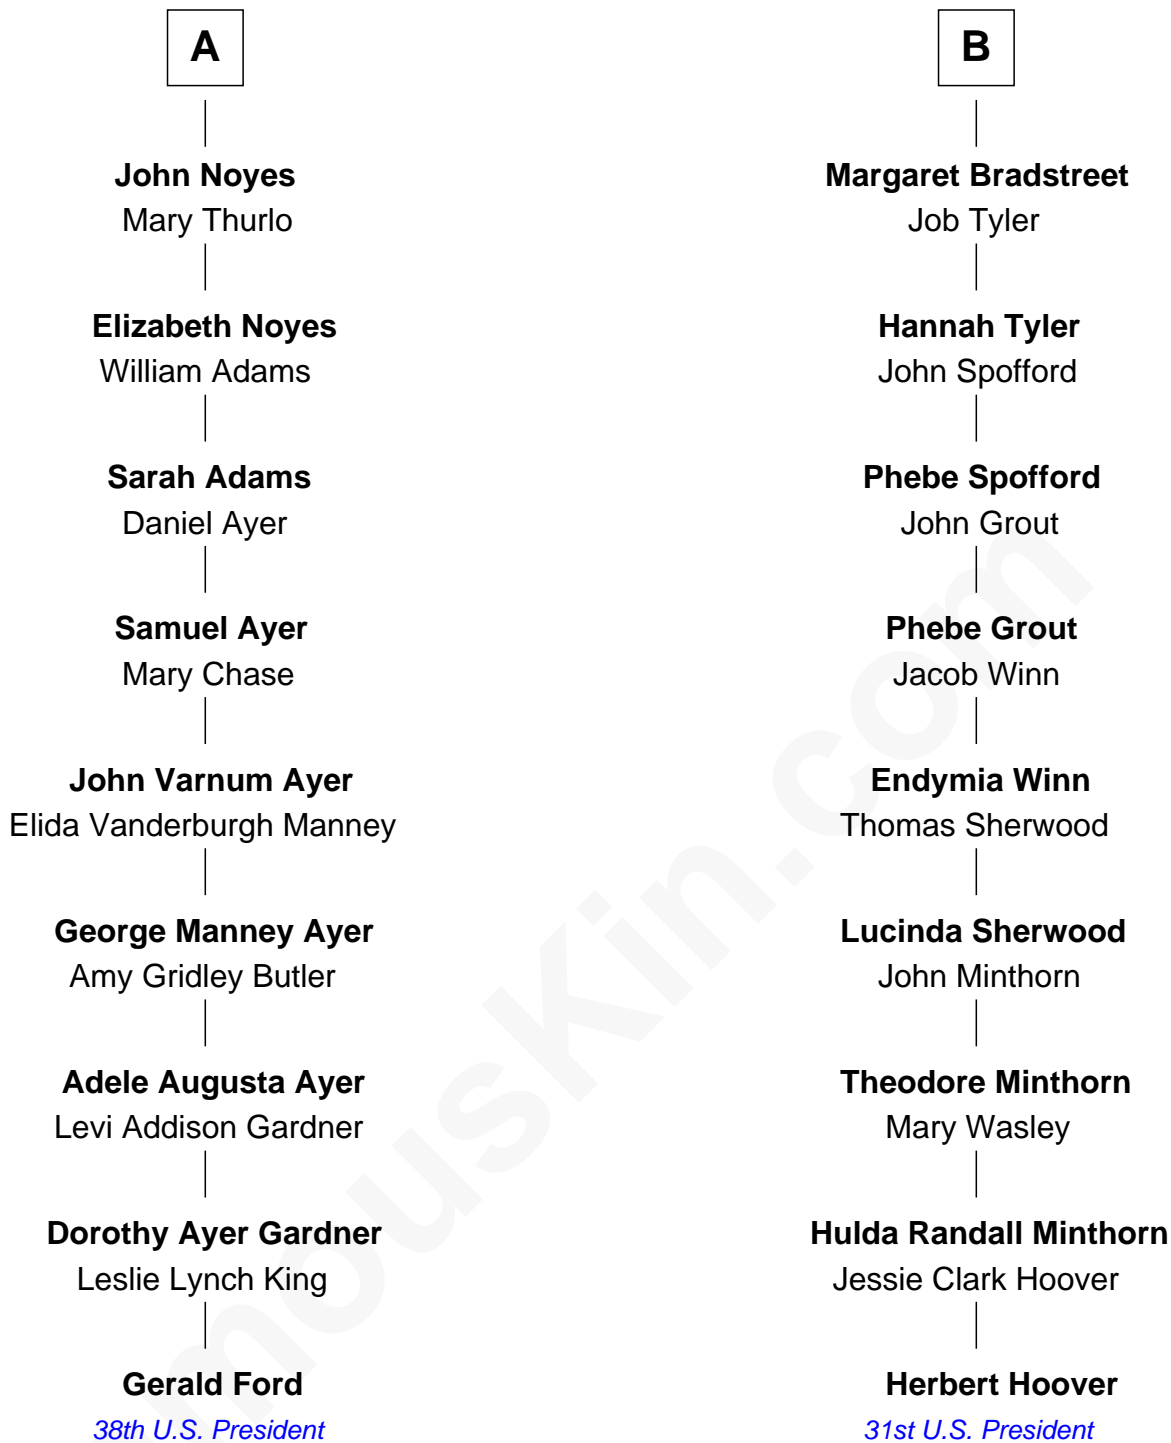 A
John Noyes
Mary Thurlo
Elizabeth Noyes
William Adams
Sarah Adams
Daniel Ayer
Samuel Ayer
Mary Chase
John Varnum Ayer
Elida Vanderburgh Manney
George Manney Ayer
Amy Gridley Butler
Adele Augusta Ayer
Levi Addison Gardner
Dorothy Ayer Gardner
Leslie Lynch King
Gerald Ford
38th U.S. President
B
Margaret Bradstreet
Job Tyler
Hannah Tyler
John Spofford
Phebe Spofford
John Grout
Phebe Grout
Jacob Winn
Endymia Winn
Thomas Sherwood
Lucinda Sherwood
John Minthorn
Theodore Minthorn
Mary Wasley
Hulda Randall Minthorn
Jessie Clark Hoover
Herbert Hoover
31st U.S. President
mousKin.com